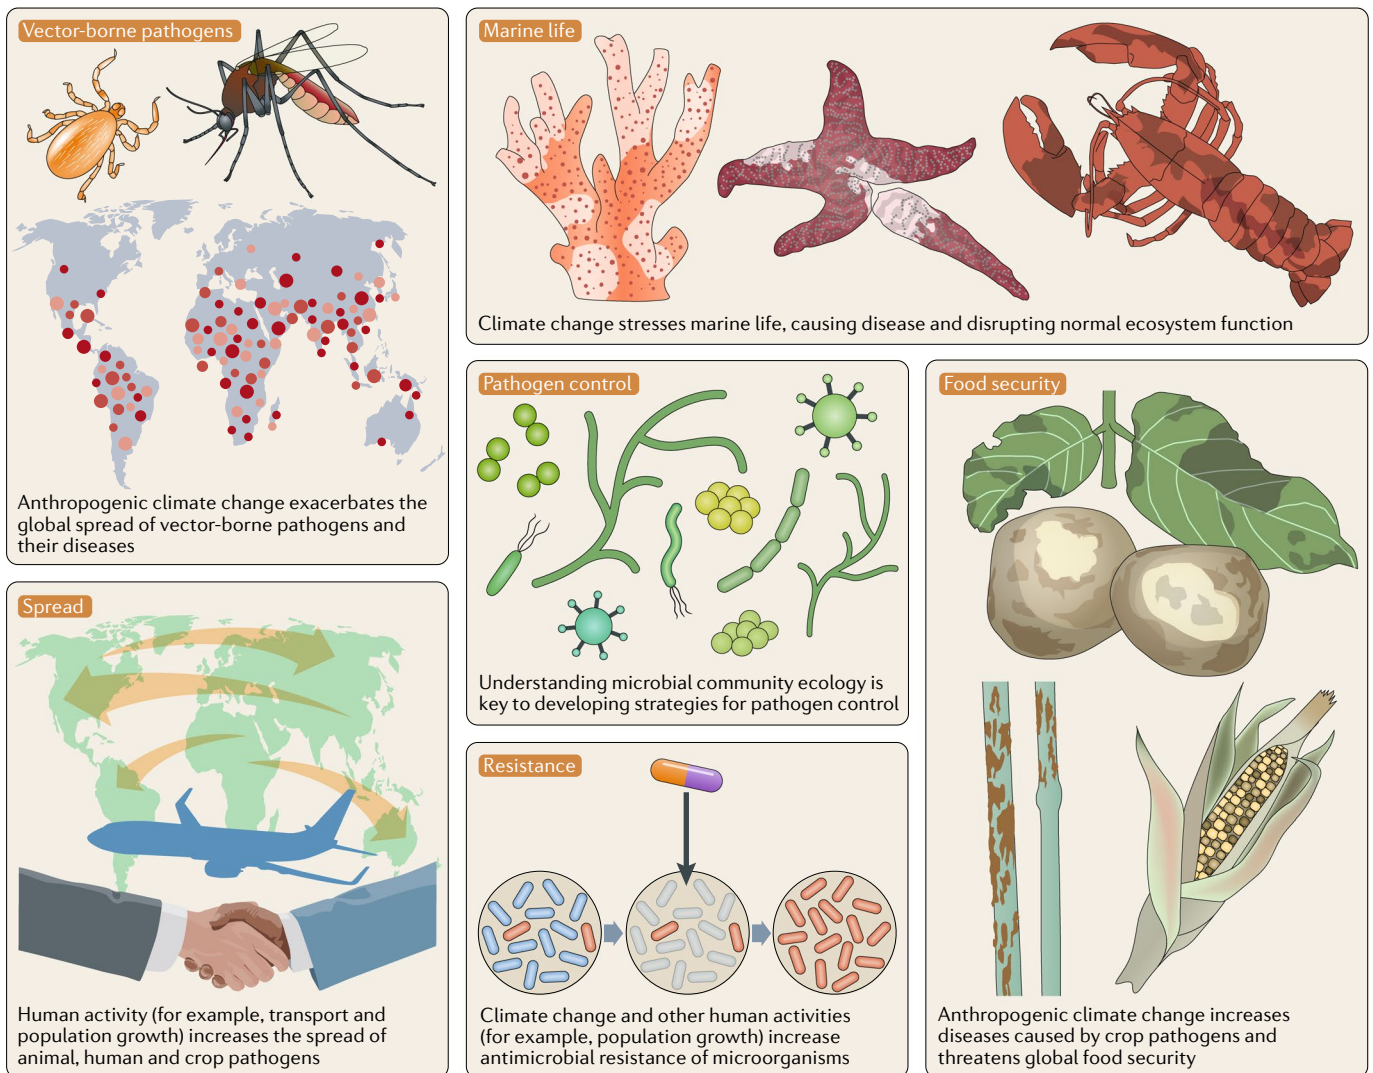 Vector-borne pathogens
Anthropogenic climate change exacerbates the
global spread of vector-borne pathogens and
their diseases
Marine life
Climate change stresses marine life, causing disease and disrupting normal ecosystem function
Pathogen control
Understanding microbial community ecology is
key to developing strategies for pathogen control
Food security
Anthropogenic climate change increases
diseases caused by crop pathogens and
threatens global food security
Spread
Human activity (for example, transport and
population growth) increases the spread of
animal, human and crop pathogens
Resistance
Climate change and other human activities
(for example, population growth) increase
antimicrobial resistance of microorganisms